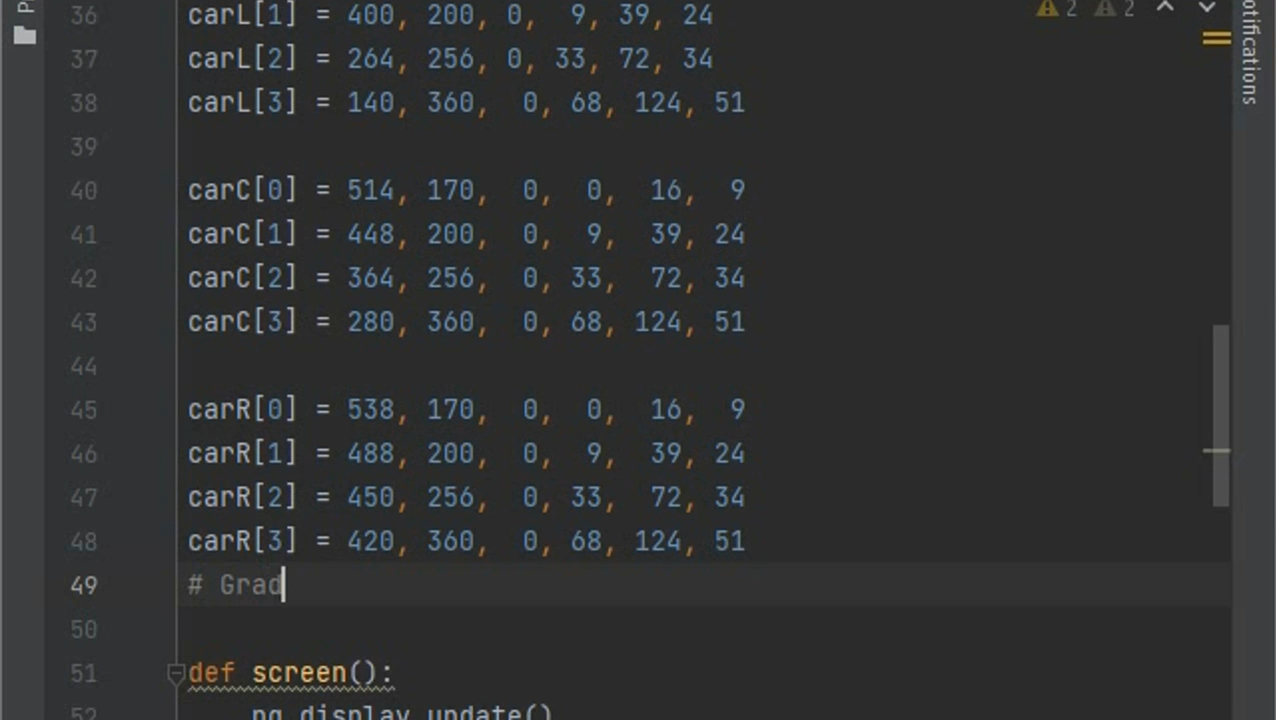 36 carL[1] = 400, 200, 0, 9, 39, 24
37 carL[2] = 264, 256, 0, 33, 72, 34
38 carL[3] = 140, 360, 0, 68, 124, 51
39
40 carC[0] = 514, 170, 0, 0, 16, 9
41 carC[1] = 448, 200, 0, 9, 39, 24
42 carC[2] = 364, 256, 0, 33, 72, 34
43 carC[3] = 280, 360, 0, 68, 124, 51
44
45 carR[0] = 538, 170, 0, 0, 16, 9
46 carR[1] = 488, 200, 0, 9, 39, 24
47 carR[2] = 450, 256, 0, 33, 72, 34
48 carR[3] = 420, 360, 0, 68, 124, 51
49 # Grad
50
51 def screen():
52 pg.display.update()
2 2
otifications